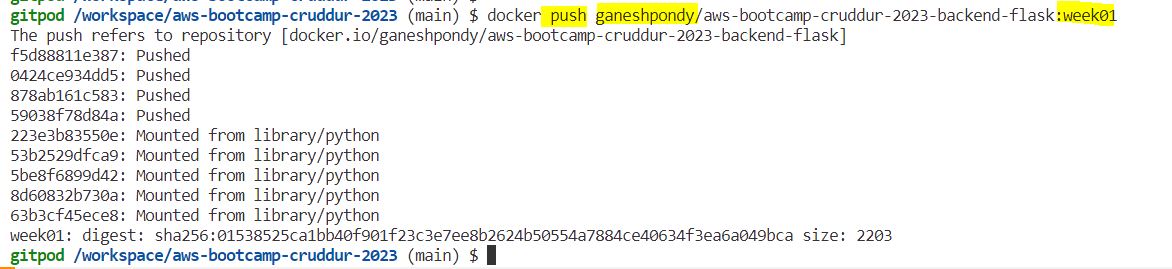 gitpod /workspace/aws-bootcamp-cruddur-2023 (main) $ docker push ganeshpondy/aws-bootcamp-cruddur-2023-backend-flask:week01
The push refers to repository [docker.io/ganeshpondy/aws-bootcamp-cruddur-2023-backend-flask]
f5d88811e387: Pushed
0424ce934dd5: Pushed
878ab161c583: Pushed
59038f78d84a: Pushed
223e3b83550e: Mounted from library/python
53b2529dfca9: Mounted from library/python
5be8f6899d42: Mounted from library/python
8d60832b730a: Mounted from library/python
63b3cf45ece8: Mounted from library/python
week01: digest: sha256:01538525ca1bb40f901f23c3e7ee8b2624b50554a7884ce40634f3ea6a049bca size: 2203
gitpod /workspace/aws-bootcamp-cruddur-2023 (main) $